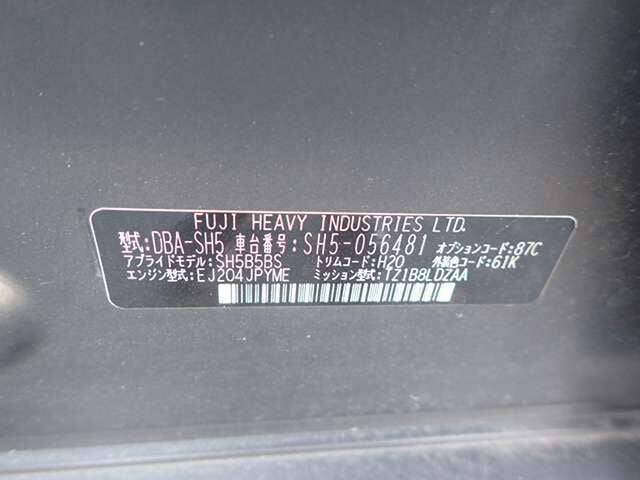 FUJI HEAVY INDUSTRIES LTD.
型式:DBA-SH5 車台番号:SH5-056481 オプションコード:87C
アプライドモデル:SH5B5BS トリムコード:H20 外装色コード:61K
エンジン型式:EJ204JPYME ミッション型式:TZ1B8LDZAA